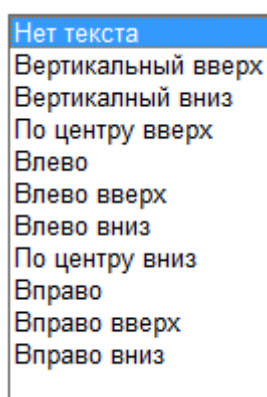 Нет текста
Вертикальный вверх
Вертикалный вниз
По центру вверх
Влево
Влево вверх
Влево вниз
По центру вниз
Вправо
Вправо вверх
Вправо вниз